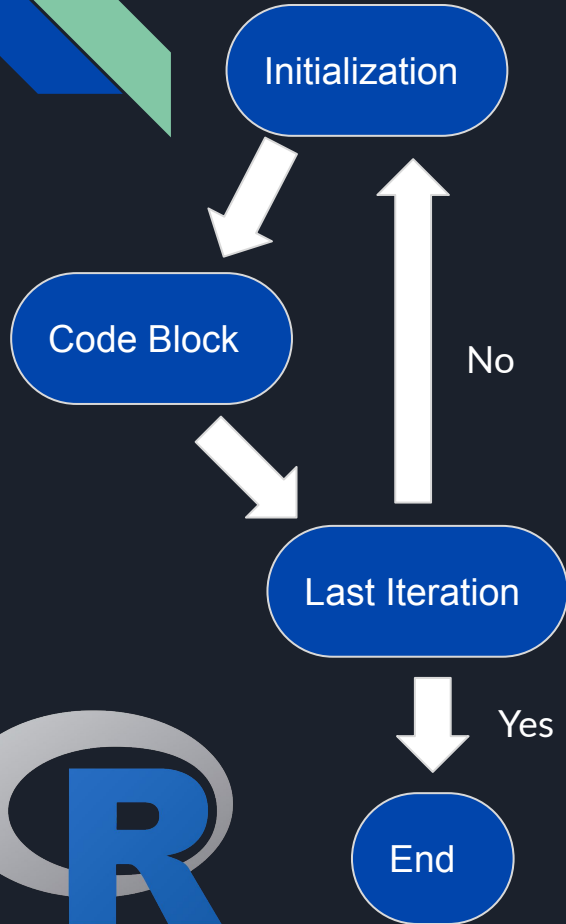 Initialization
Code Block
No
Last Iteration
Yes
End
R